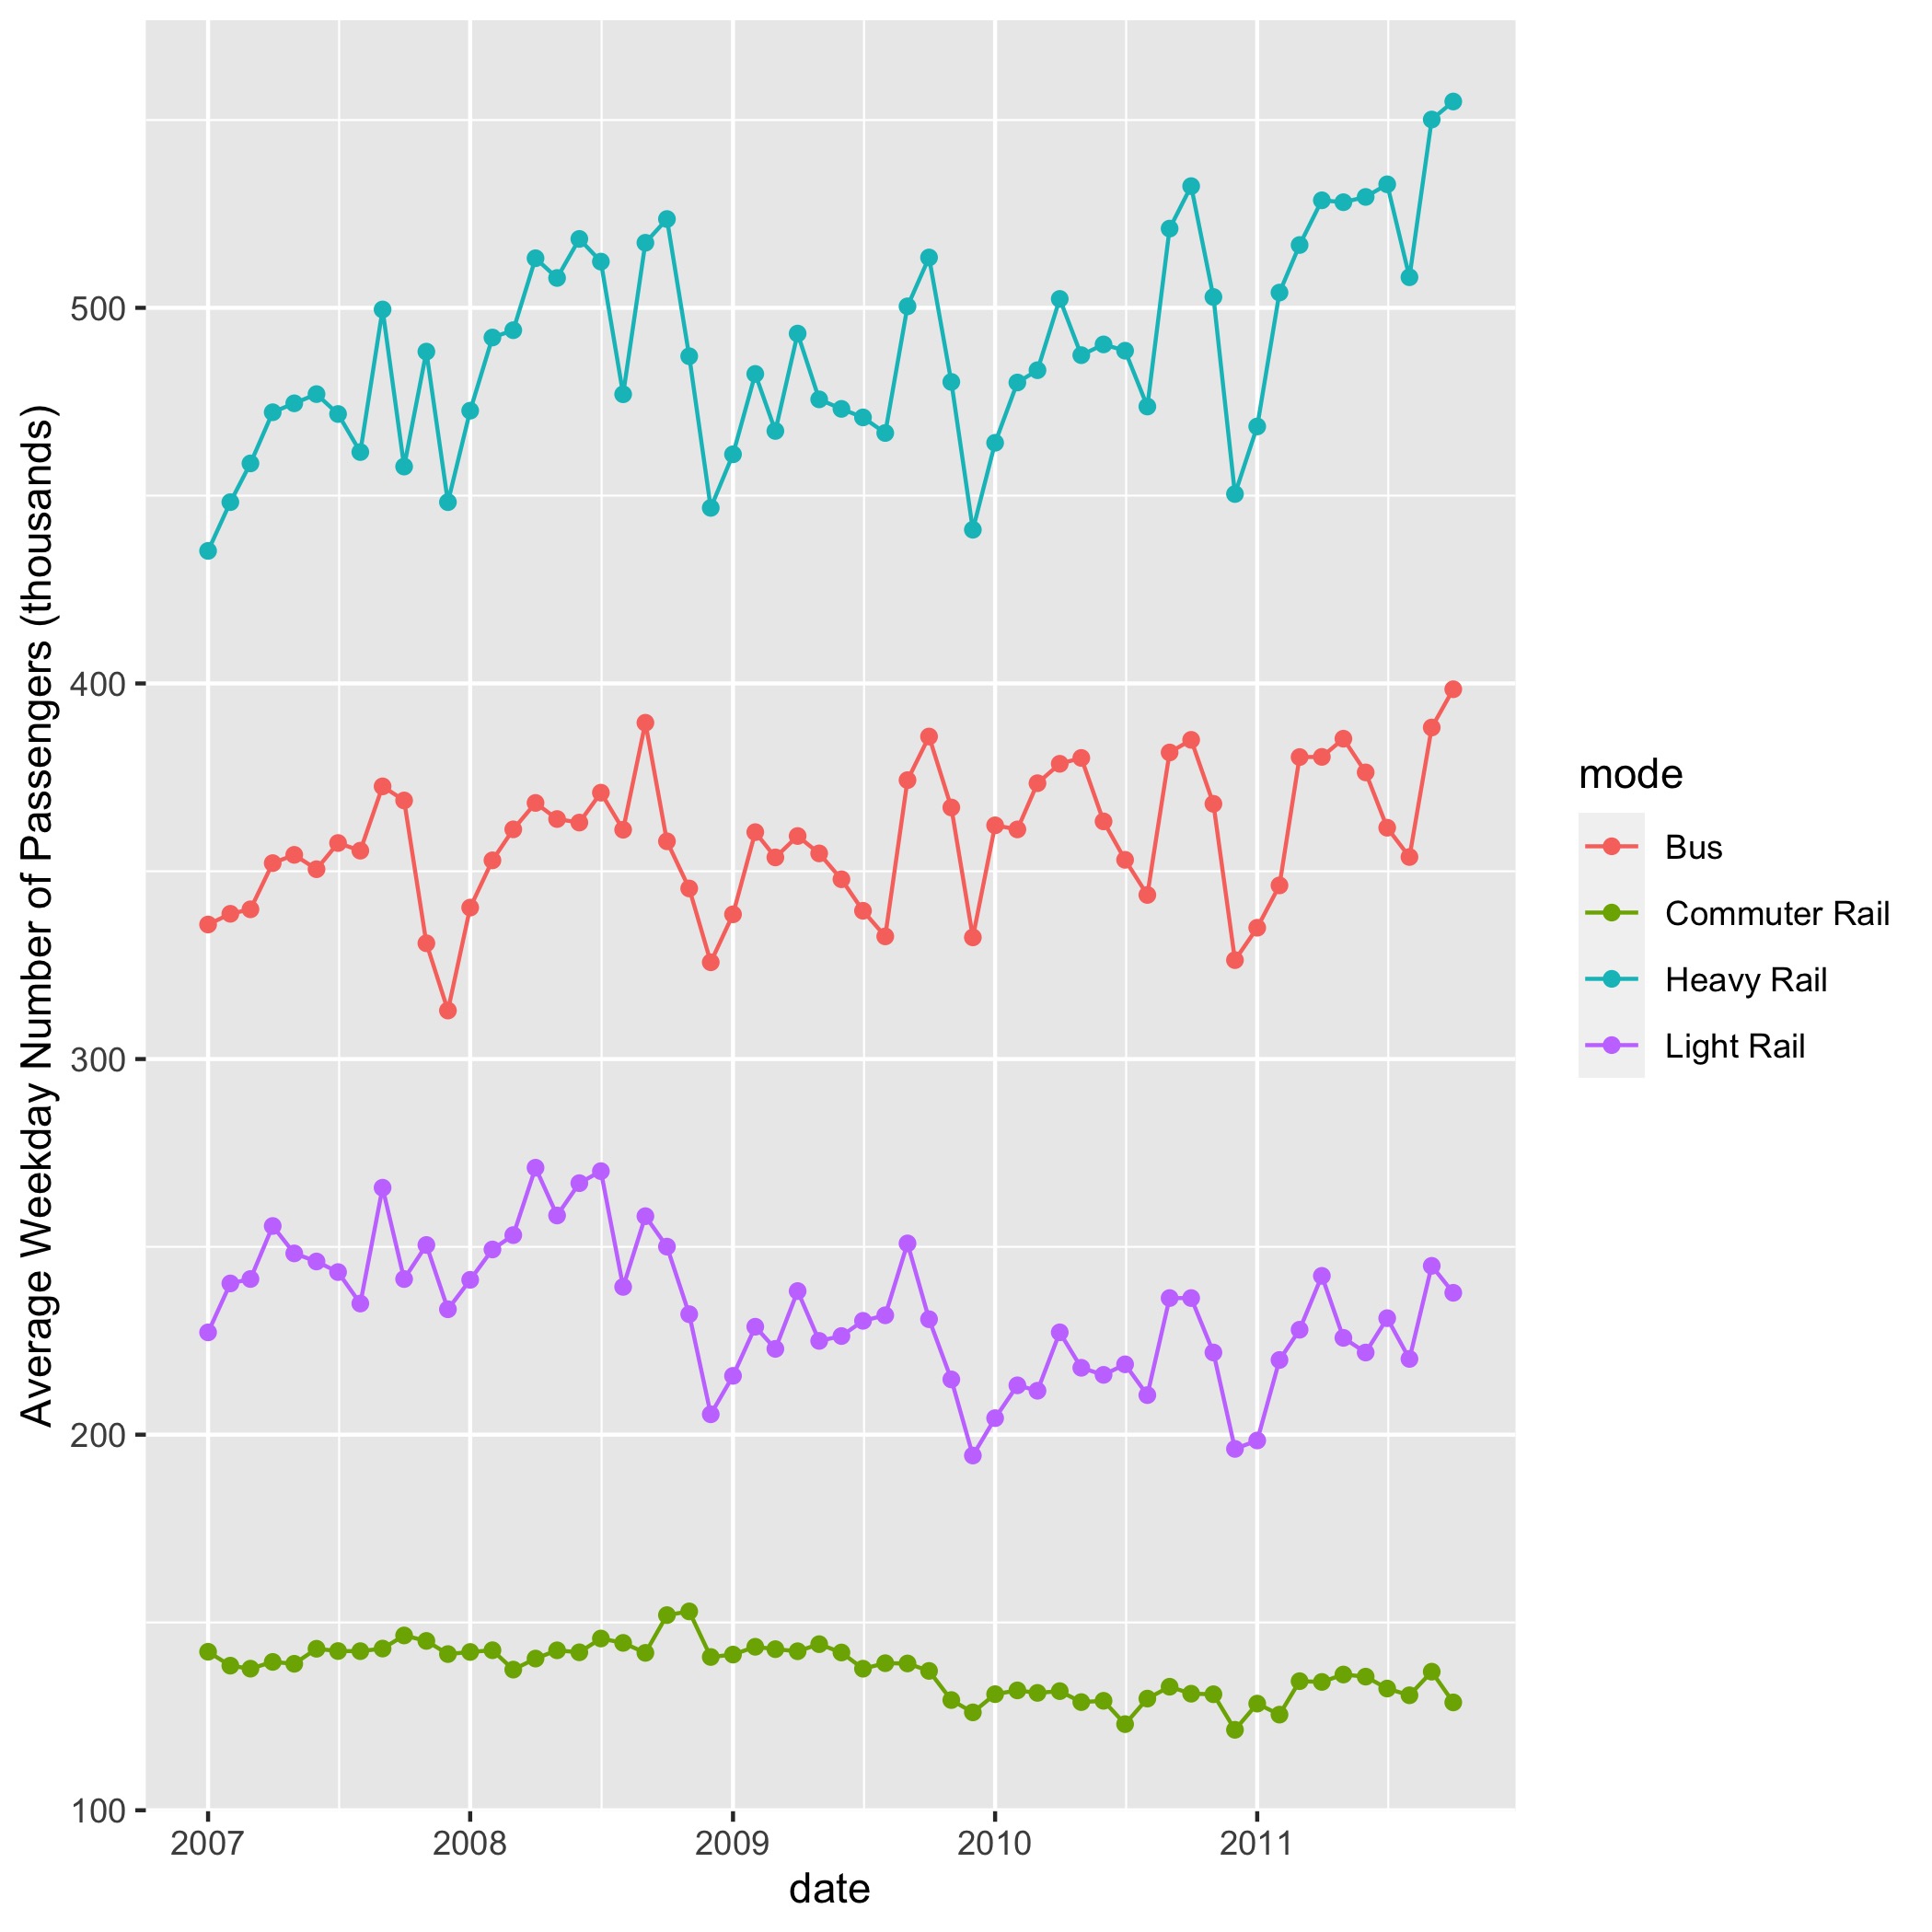 Average Weekday Number of Passengers (thousands)
500
400
300
200
100
2007
2008
2009
2010
2011
date
mode
Bus
Commuter Rail
Heavy Rail
Light Rail